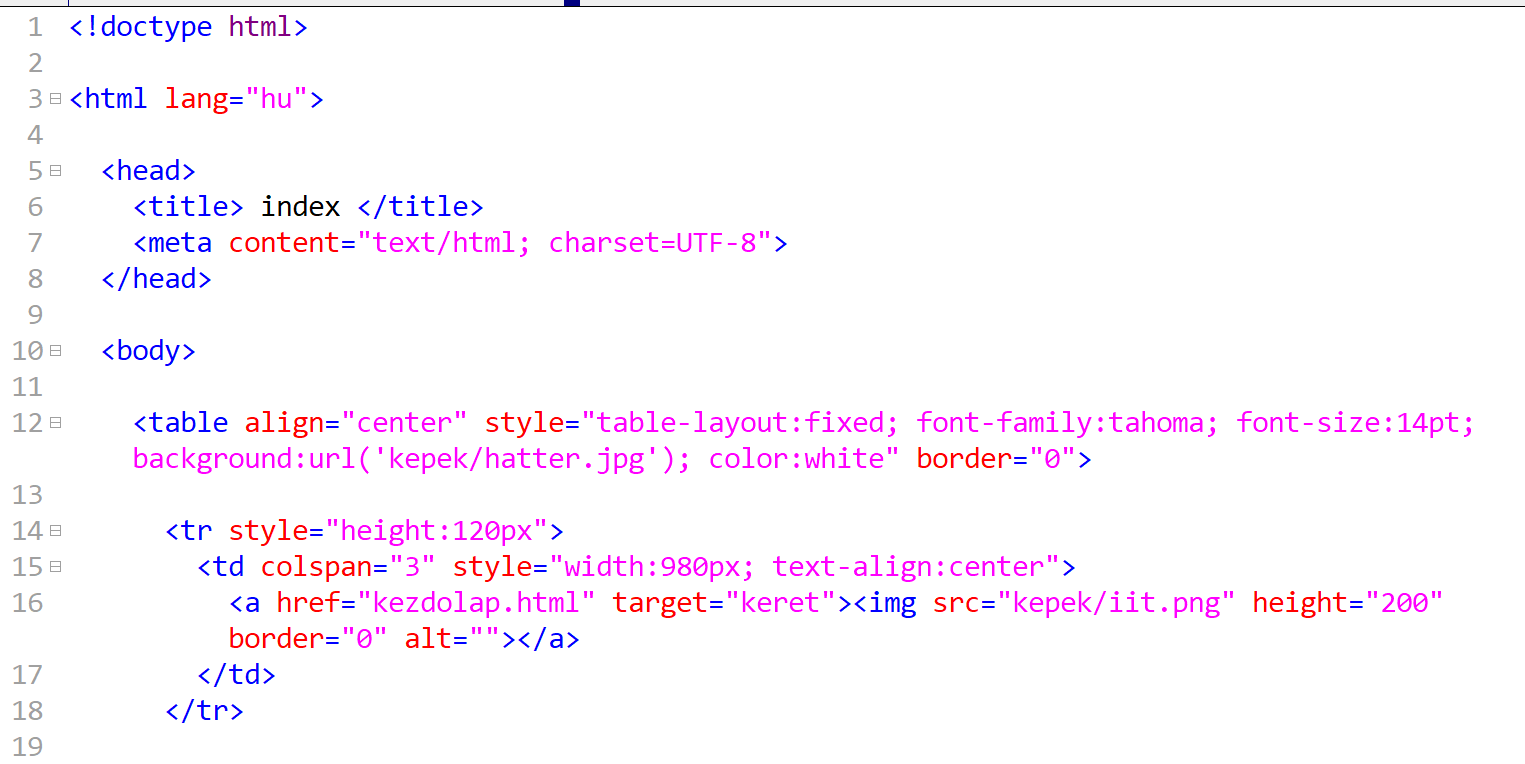 1 <!doctype html>
2
3 <html lang="hu">
4
5 <head>
6 <title> index </title>
7 <meta content="text/html; charset=UTF-8">
8 </head>
9
10 <body>
11
12 <table align="center" style="table-layout:fixed; font-family:tahoma; font-size:14pt;
background:url('kepek/hatter.jpg'); color:white" border="0">
13
14 <tr style="height:120px">
15 <td colspan="3" style="width:980px; text-align:center">
16 <a href="kezdolap.html" target="keret"><img src="kepek/iit.png" height="200"
border="0" alt=""></a>
17 </td>
18 </tr>
19